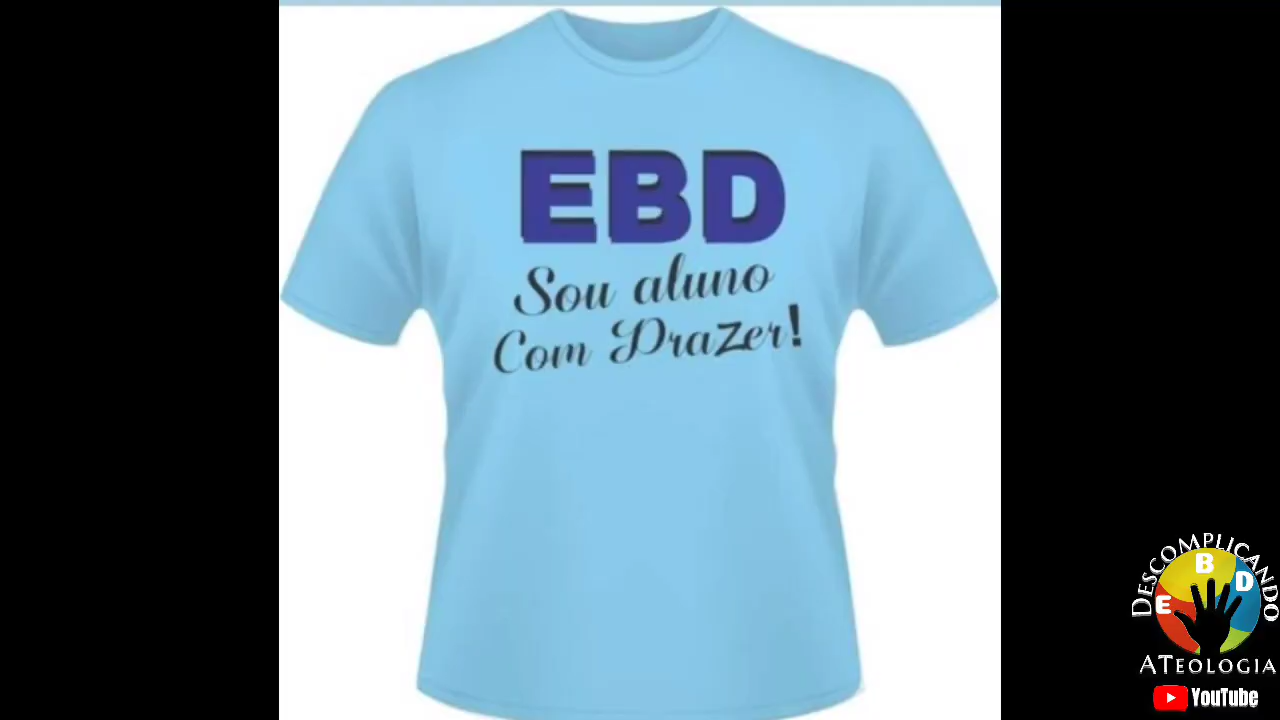 EBD
Sou aluno
Com Prazer!
DESCOMPLICANDO
E B D
ATEOLOGIA
YouTube